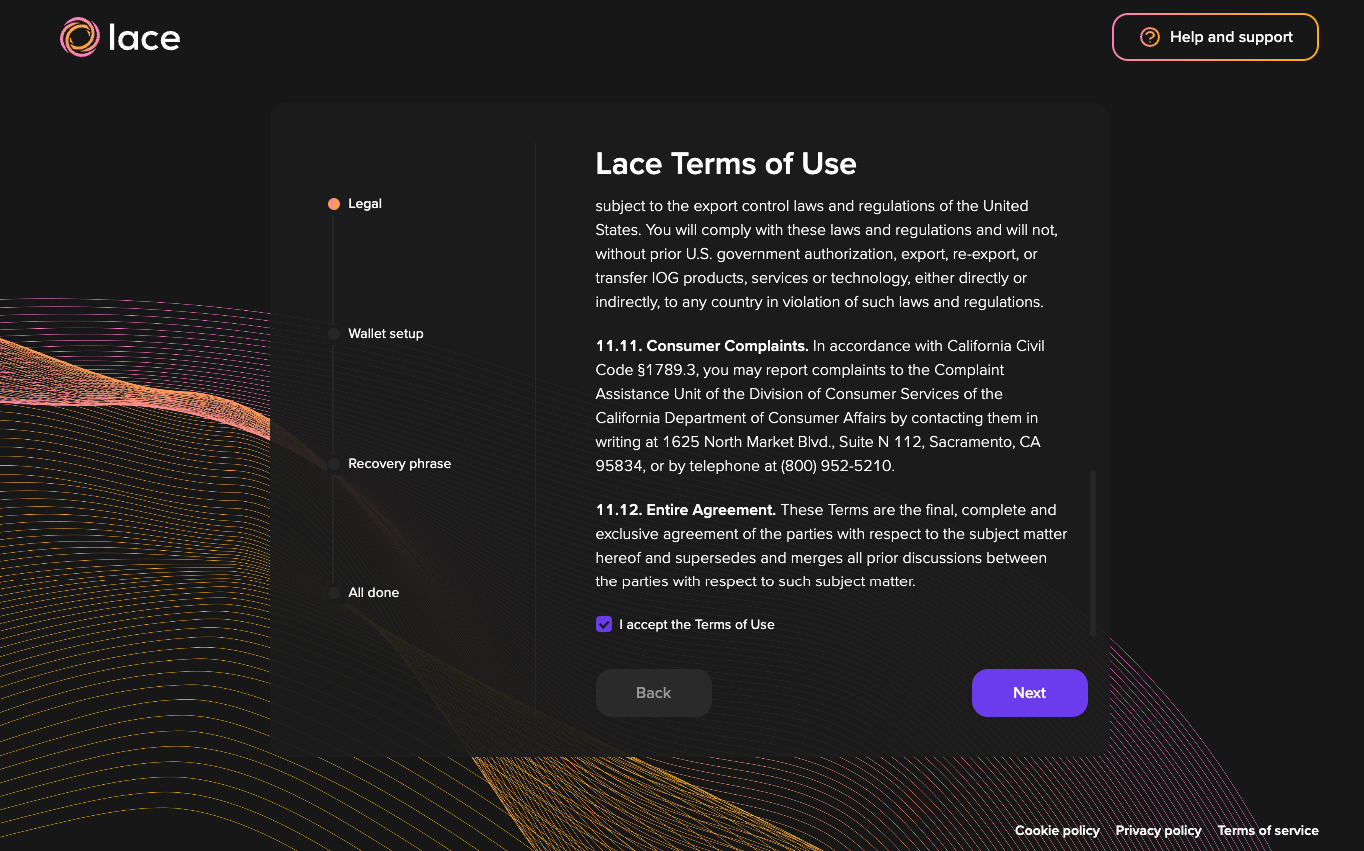 lace
Help and support
Legal
Wallet setup
Recovery phrase
All done
Lace Terms of Use
subject to the export control laws and regulations of the United
States. You will comply with these laws and regulations and will not,
without prior U.S. government authorization, export, re-export, or
transfer IOG products, services or technology, either directly or
indirectly, to any country in violation of such laws and regulations.
11.11. Consumer Complaints. In accordance with California Civil
Code §1789.3, you may report complaints to the Complaint
Assistance Unit of the Division of Consumer Services of the
California Department of Consumer Affairs by contacting them in
writing at 1625 North Market Blvd., Suite N 112, Sacramento, CA
95834, or by telephone at (800) 952-5210.
11.12. Entire Agreement. These Terms are the final, complete and
exclusive agreement of the parties with respect to the subject matter
hereof and supersedes and merges all prior discussions between
the parties with respect to such subject matter.
I accept the Terms of Use
Back
Next
Cookie policy
Privacy policy
Terms of service